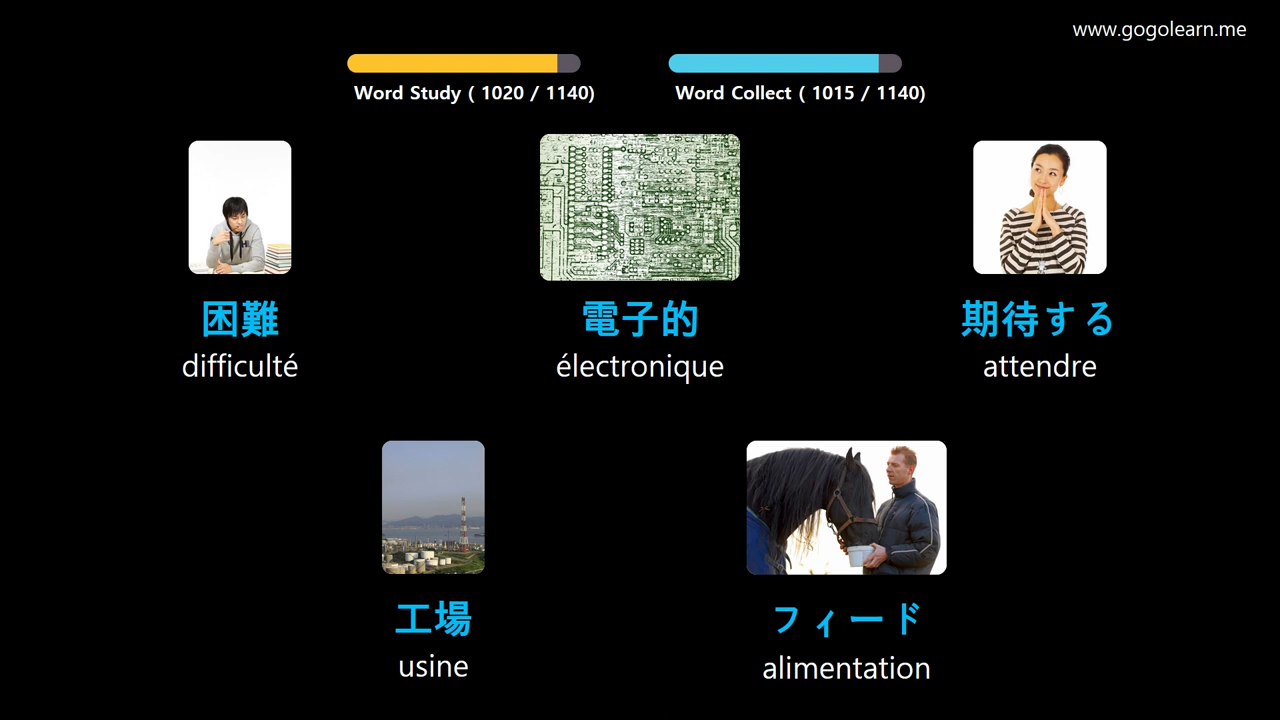 www.gogolearn.me
Word Study ( 1020 / 1140)
Word Collect ( 1015 / 1140)
困難
difficulté
電子的
électronique
期待する
attendre
工場
usine
フィード
alimentation